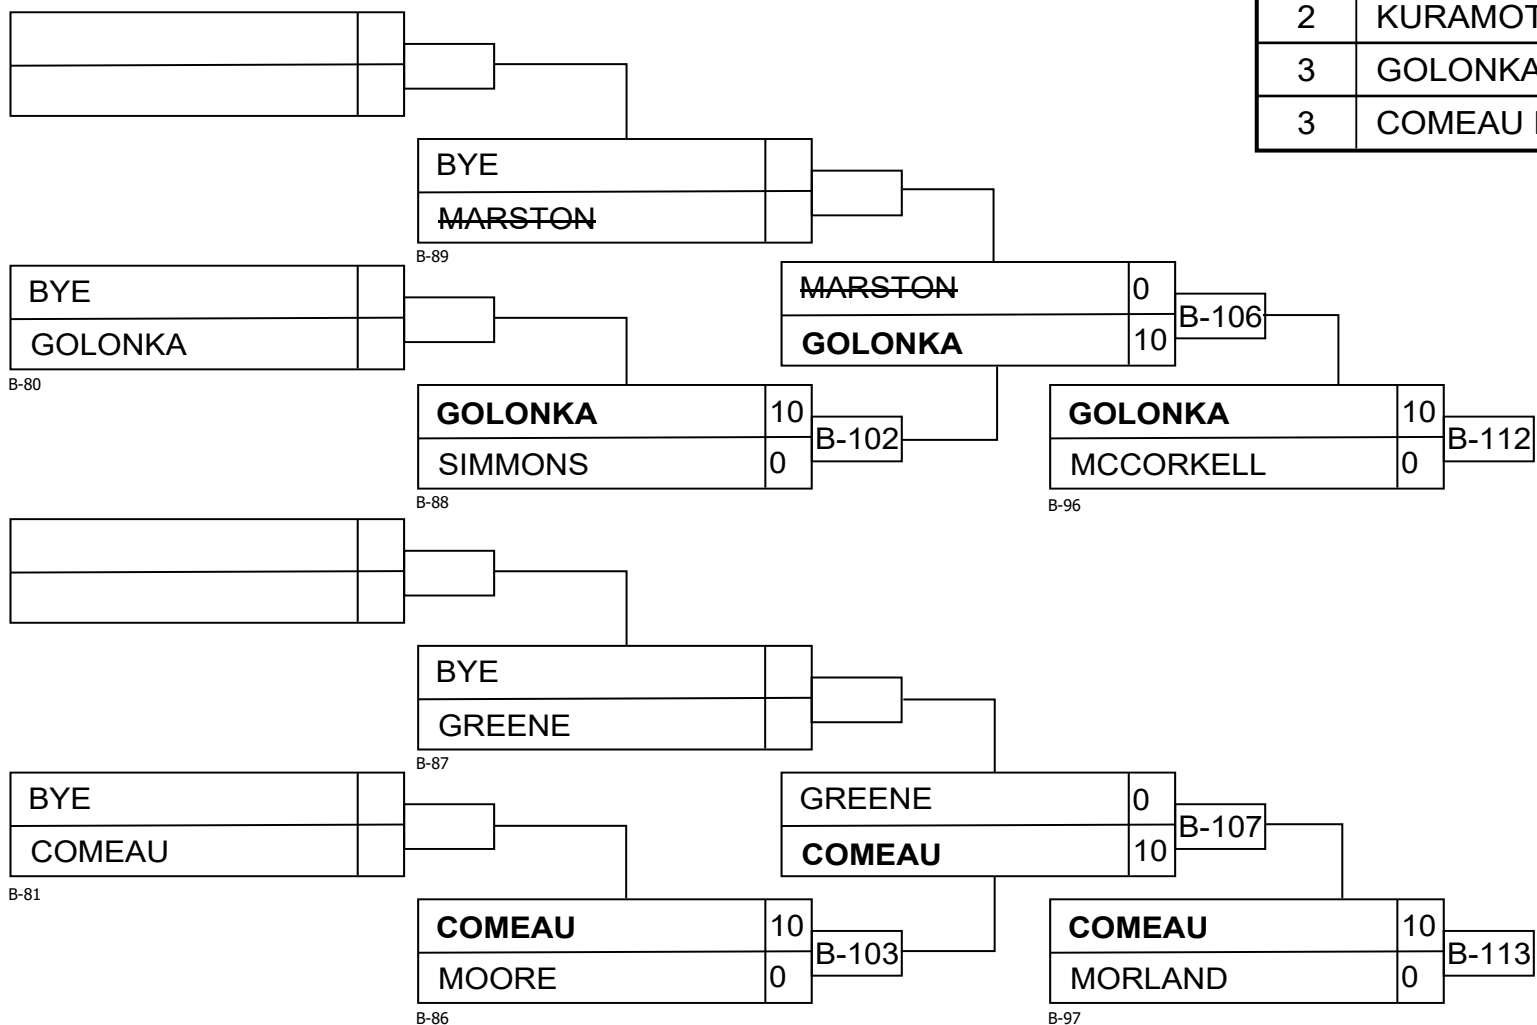 2 KURAMOT
3 GOLONKA
3 COMEAU
BYE
MARSTON
B-89
BYE
GOLONKA
B-80
MARSTON 0
GOLONKA 10
B-106
GOLONKA 10
SIMMONS 0
B-102
B-88
GOLONKA 10
MCCORKELL 0
B-112
B-96
BYE
GREENE
B-87
BYE
COMEAU
B-81
GREENE 0
COMEAU 10
B-107
COMEAU 10
MOORE 0
B-103
B-86
COMEAU 10
MORLAND 0
B-113
B-97